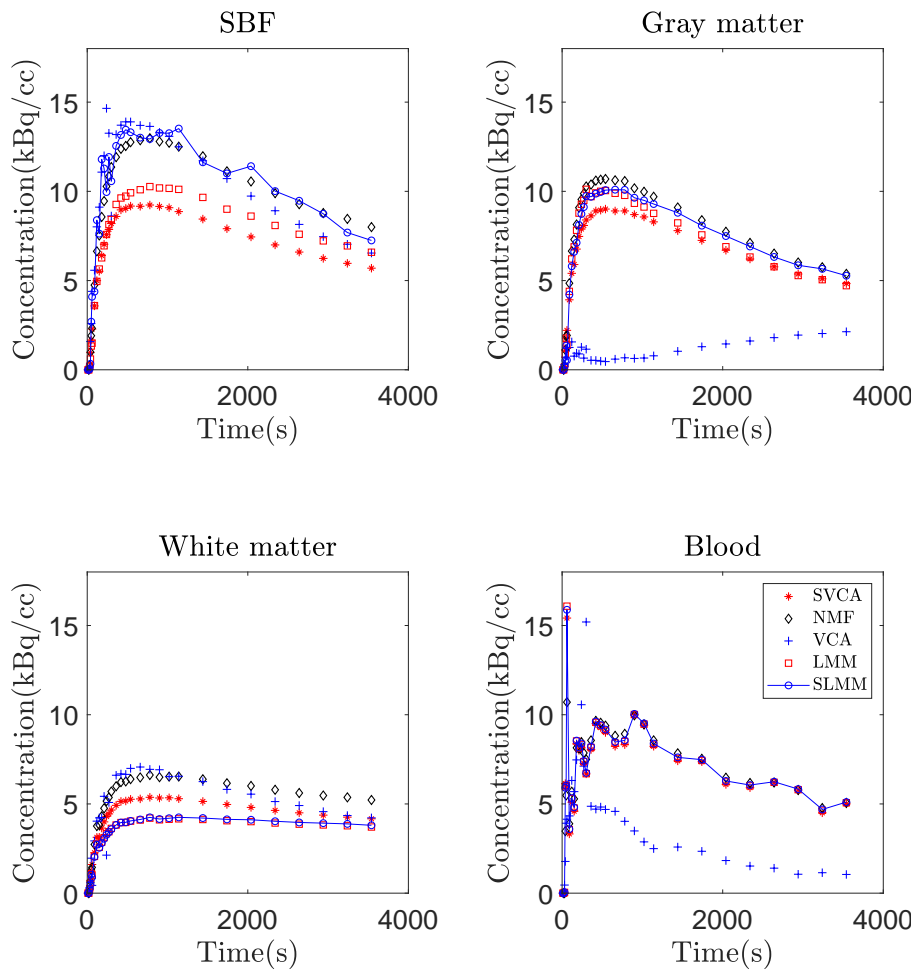 SBF
15
10
5
0
Concentration(kBq/cc)
0 2000 4000
Time(s)
Gray matter
15
10
5
0
Concentration(kBq/cc)
0 2000 4000
Time(s)
White matter
15
10
5
0
Concentration(kBq/cc)
0 2000 4000
Time(s)
Blood
15
10
5
0
Concentration(kBq/cc)
0 2000 4000
Time(s)
SVCA
NMF
VCA
LMM
SLMM